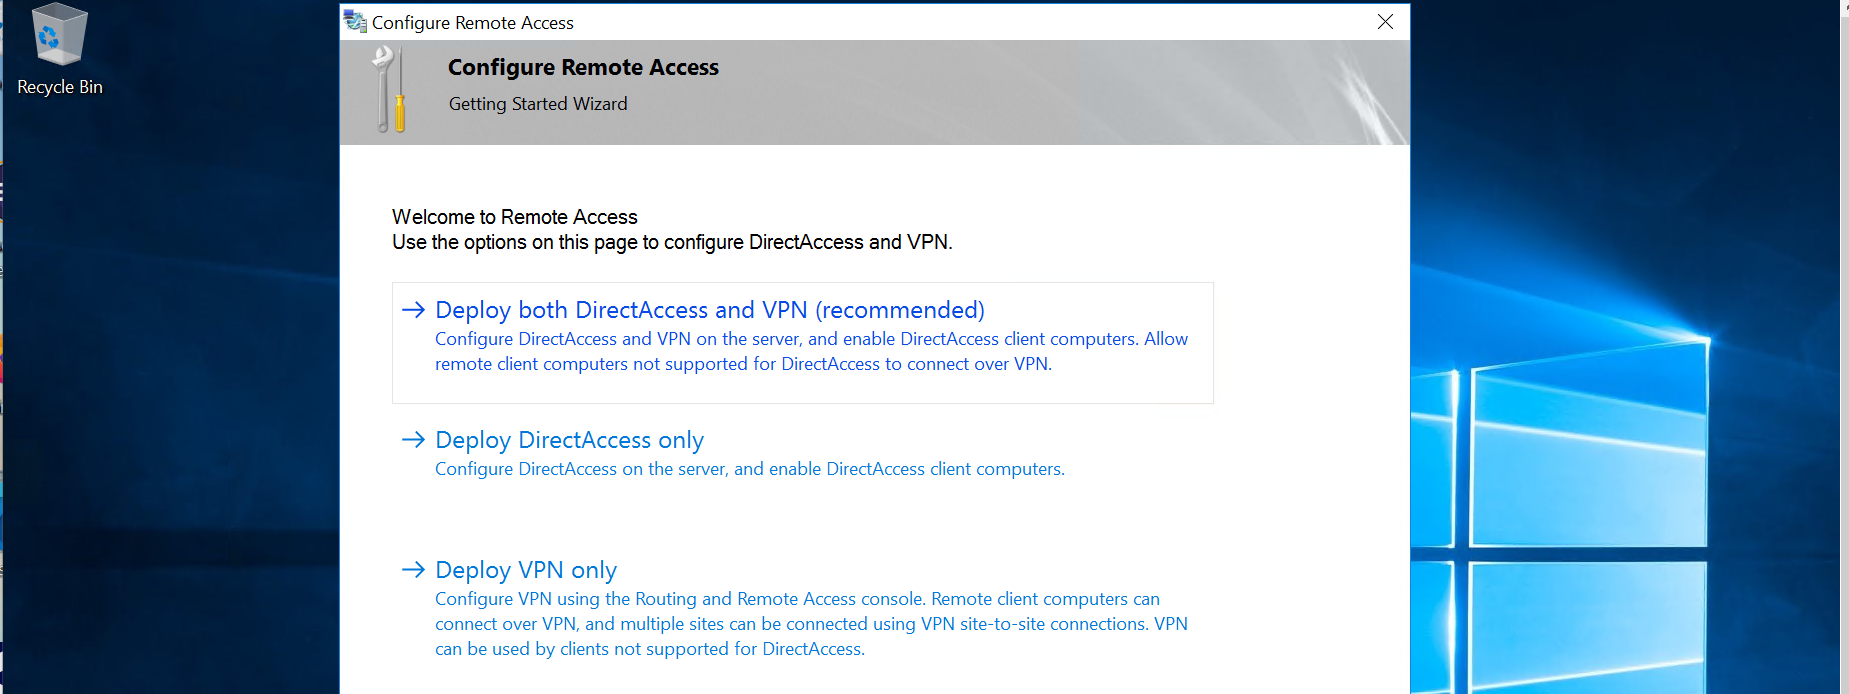 Recycle Bin
Configure Remote Access
Configure Remote Access
Getting Started Wizard
Welcome to Remote Access
Use the options on this page to configure DirectAccess and VPN.
Deploy both DirectAccess and VPN (recommended)
Configure DirectAccess and VPN on the server, and enable DirectAccess client computers. Allow
remote client computers not supported for DirectAccess to connect over VPN.
Deploy DirectAccess only
Configure DirectAccess on the server, and enable DirectAccess client computers.
Deploy VPN only
Configure VPN using the Routing and Remote Access console. Remote client computers can
connect over VPN, and multiple sites can be connected using VPN site-to-site connections. VPN
can be used by clients not supported for DirectAccess.